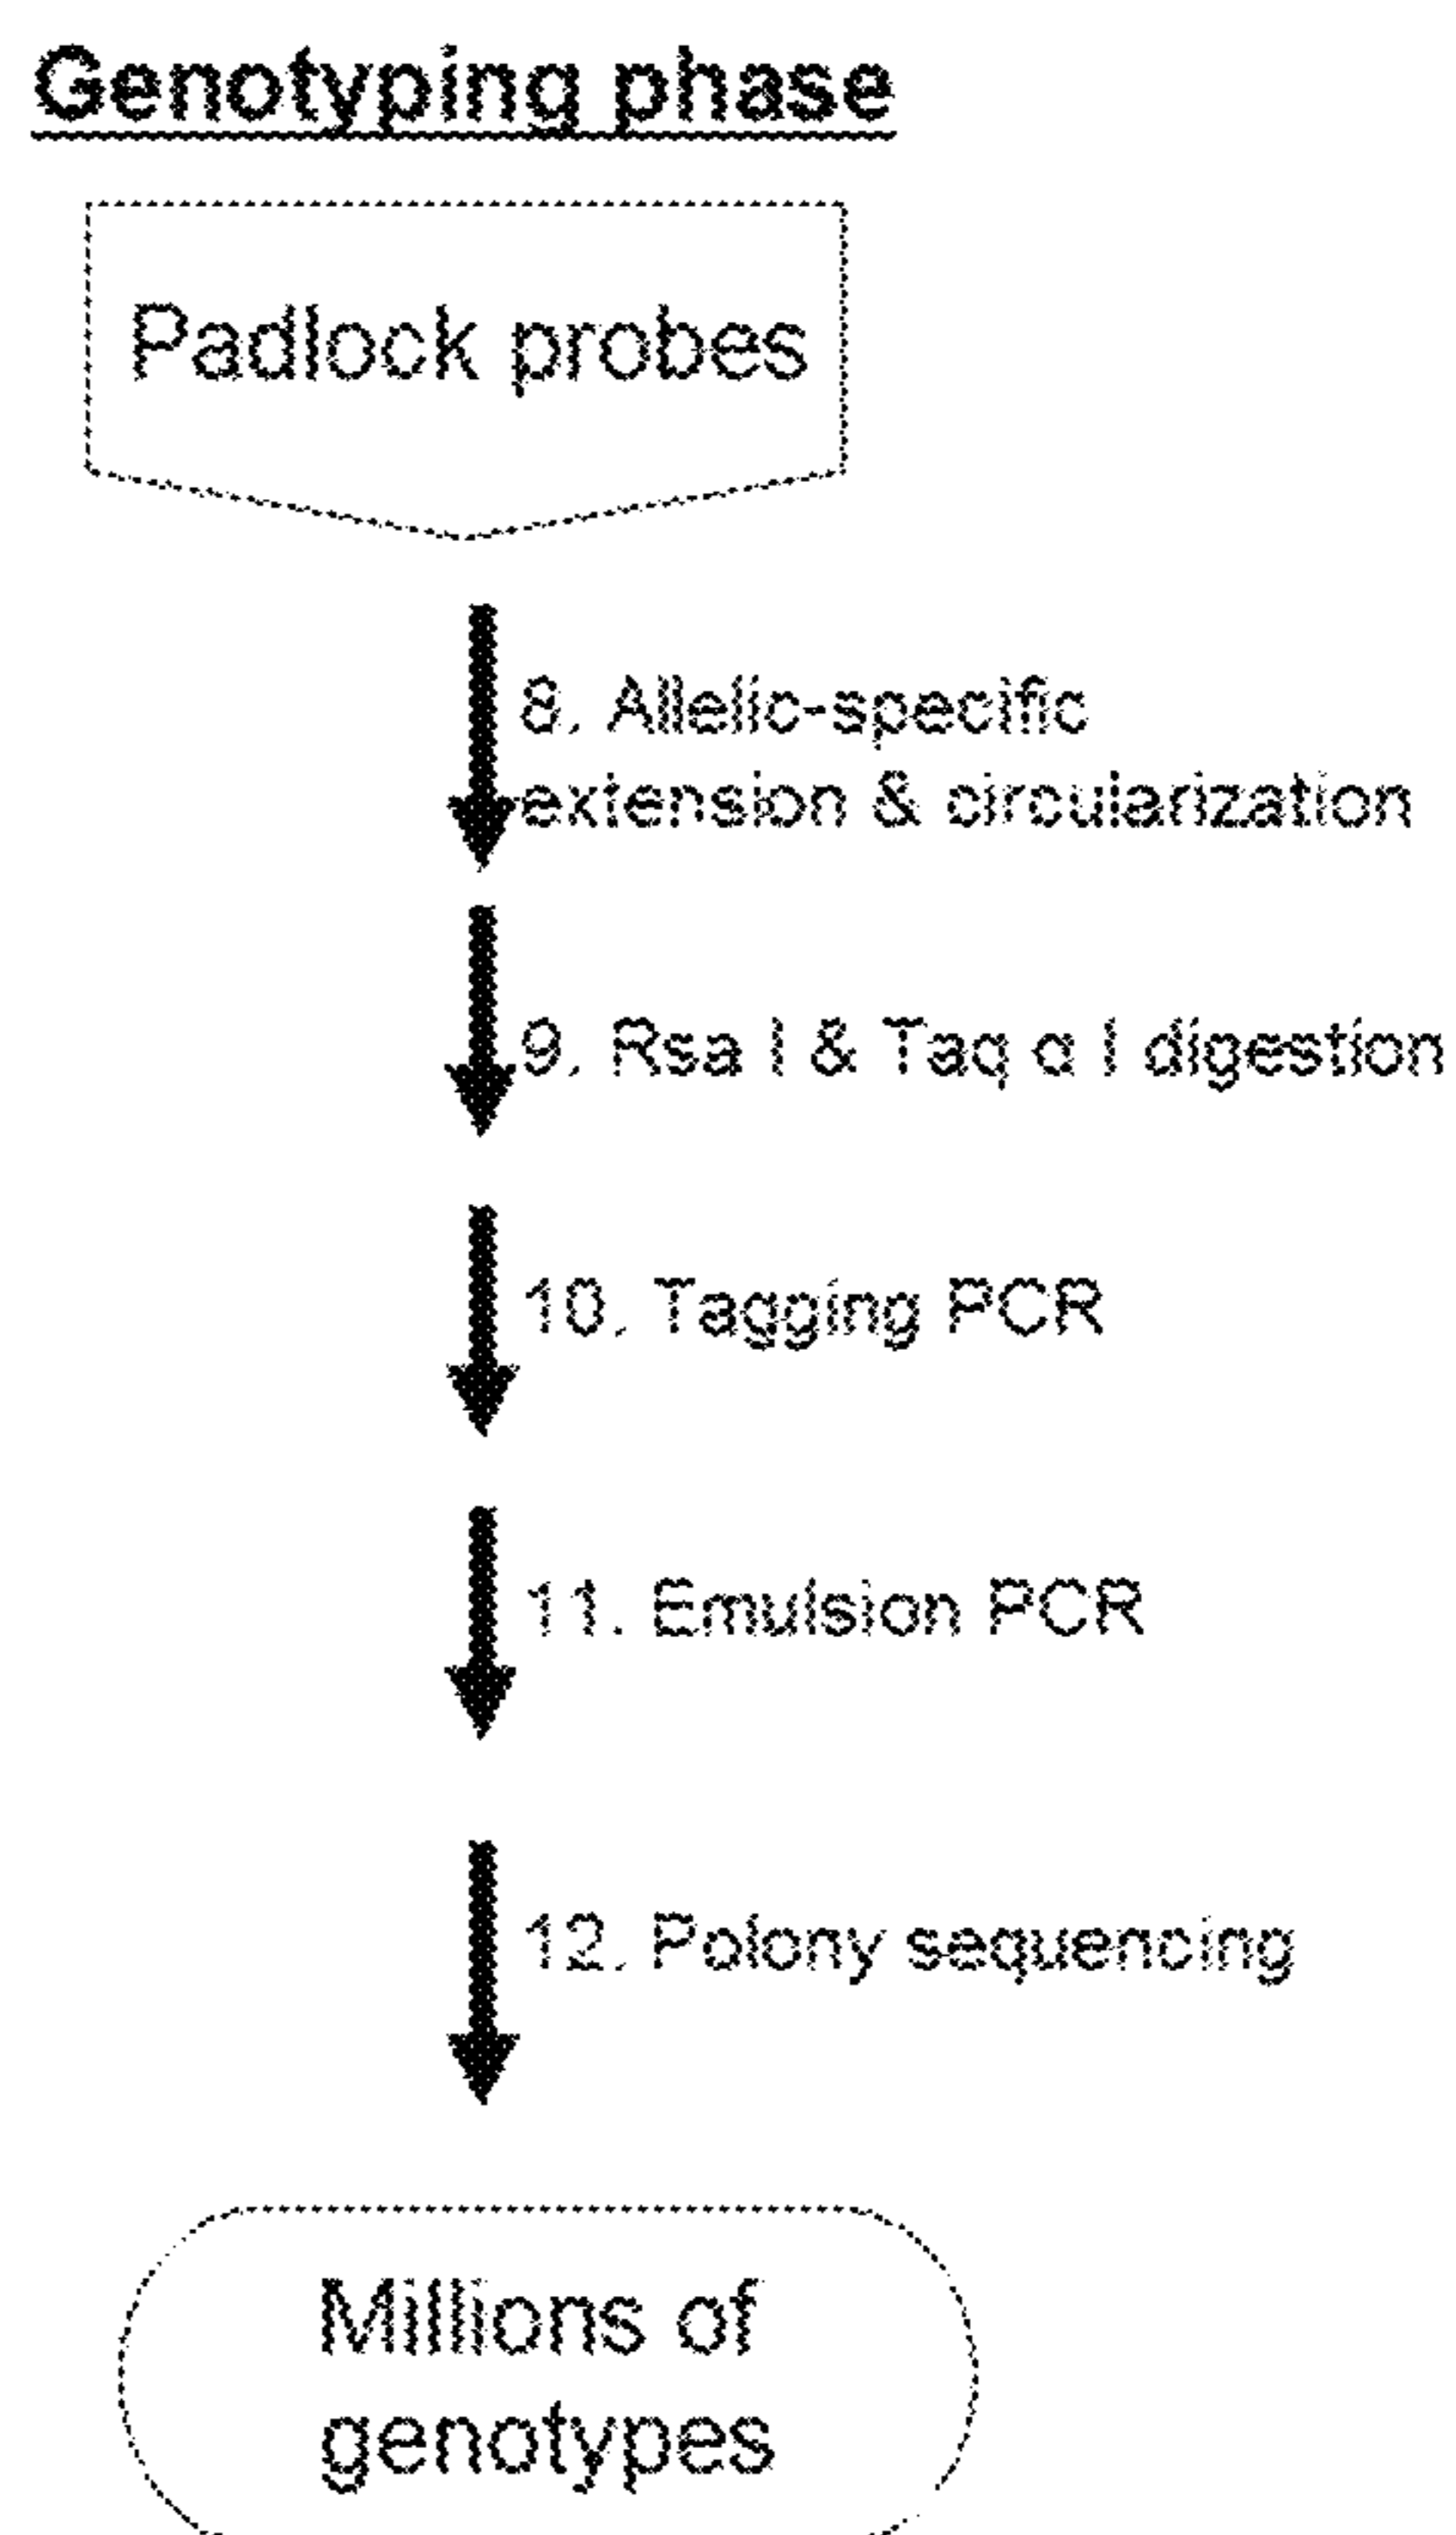 Genotyping phase
Padlock probes
8. Allelic-specific
extension & circularization
9. Rsa I & Taq α I digestion
10. Tagging PCR
11. Emulsion PCR
12. Polony sequencing
Millions of
genotypes